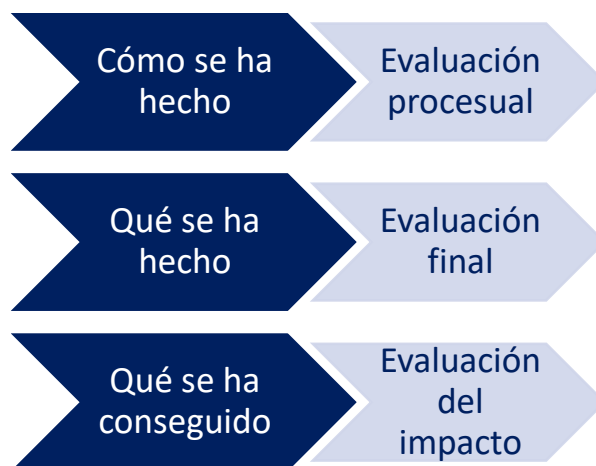 Cómo se ha
hecho
Evaluación
procesual
Qué se ha
hecho
Evaluación
final
Qué se ha
conseguido
Evaluación
del
impacto